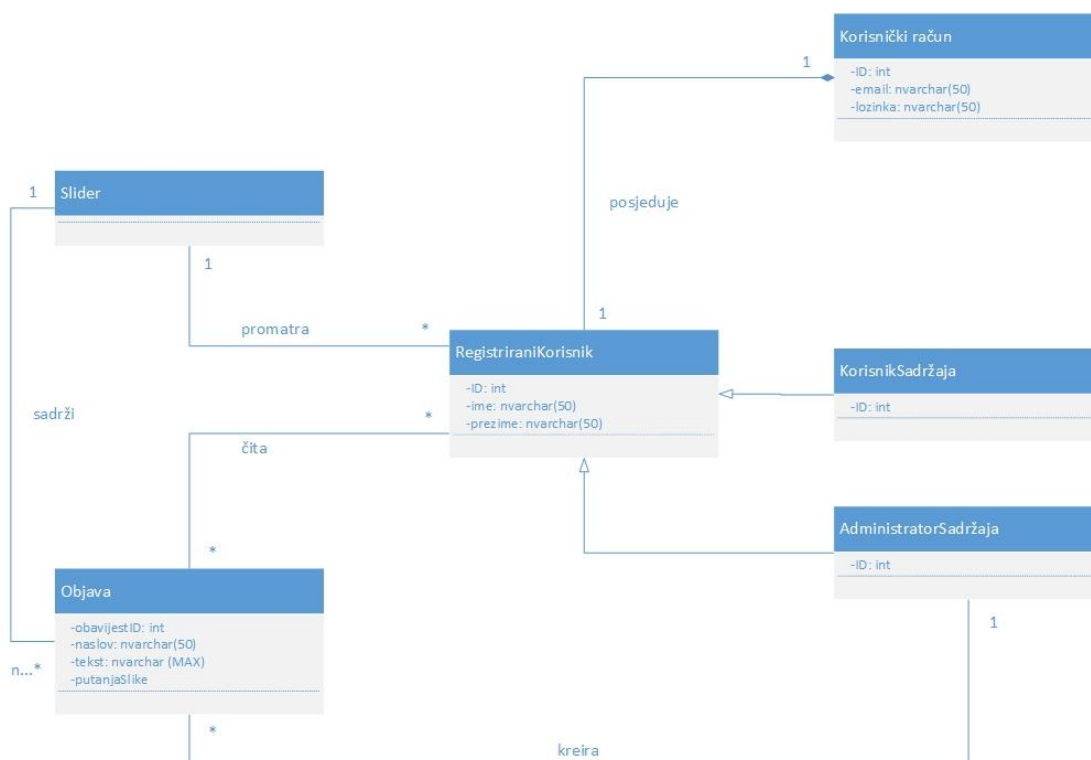 Korisnički račun
-ID: int
-email: nvarchar(50)
-lozinka: nvarchar(50)
1
posjeduje
1
1
Slider
1
promatra
*
sadrži
RegistriraniKorisnik
-ID: int
-ime: nvarchar(50)
-prezime: nvarchar(50)
KorisnikSadržaja
-ID: int
*
čita
*
AdministratorSadržaja
-ID: int
1
Objava
-obavijestID: int
-naslov: nvarchar(50)
-tekst: nvarchar (MAX)
-putanjaSlike
n...*
*
kreira